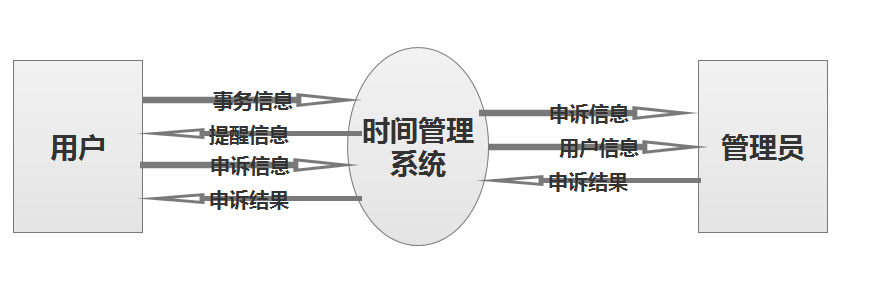 用户
事务信息
提醒信息
申诉信息
申诉结果
时间管理
系统
申诉信息
用户信息
申诉结果
管理员